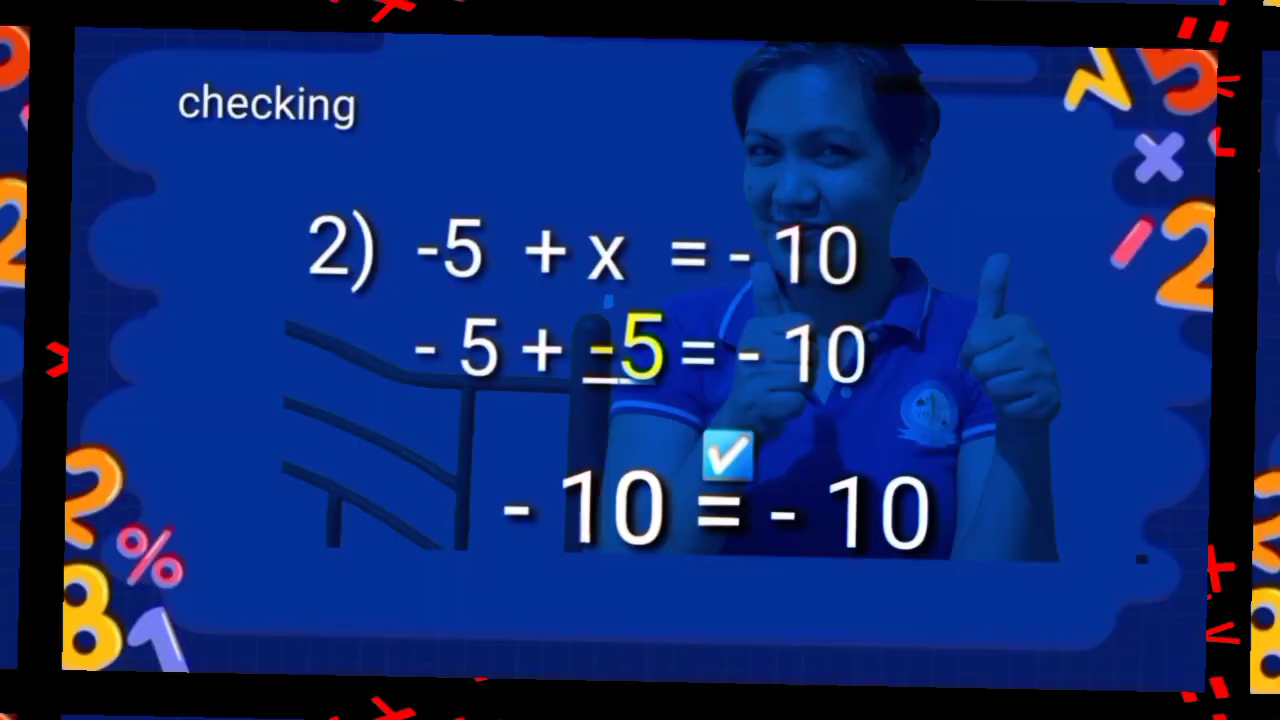 checking
2) -5 + x = - 10
- 5 + -5 = - 10
- 10 = - 10